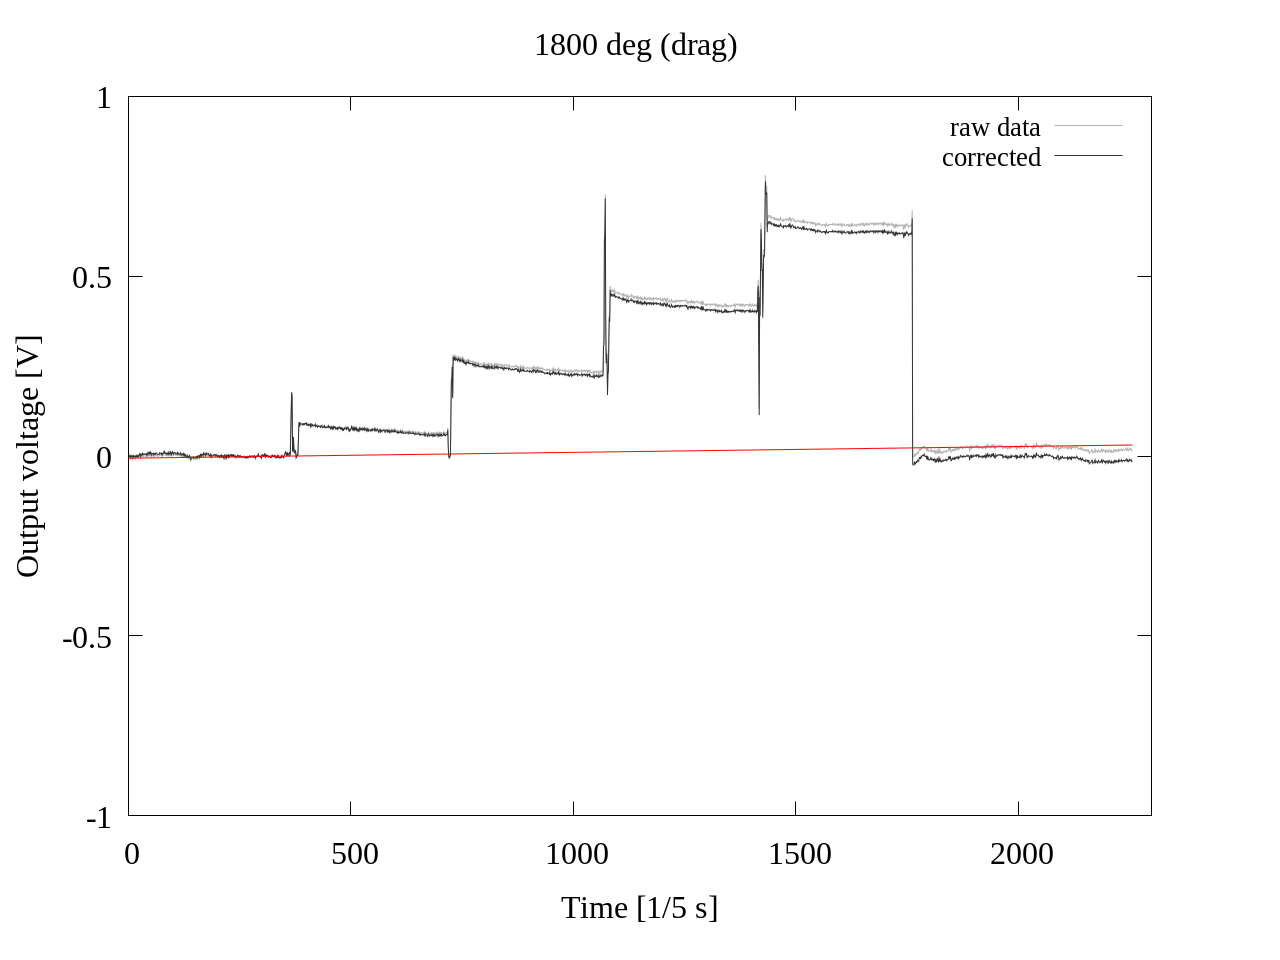 1800 deg (drag)
1
raw data
corrected
0.5
0
-0.5
-1
Output voltage [V]
0 500 1000 1500 2000
Time [1/5 s]